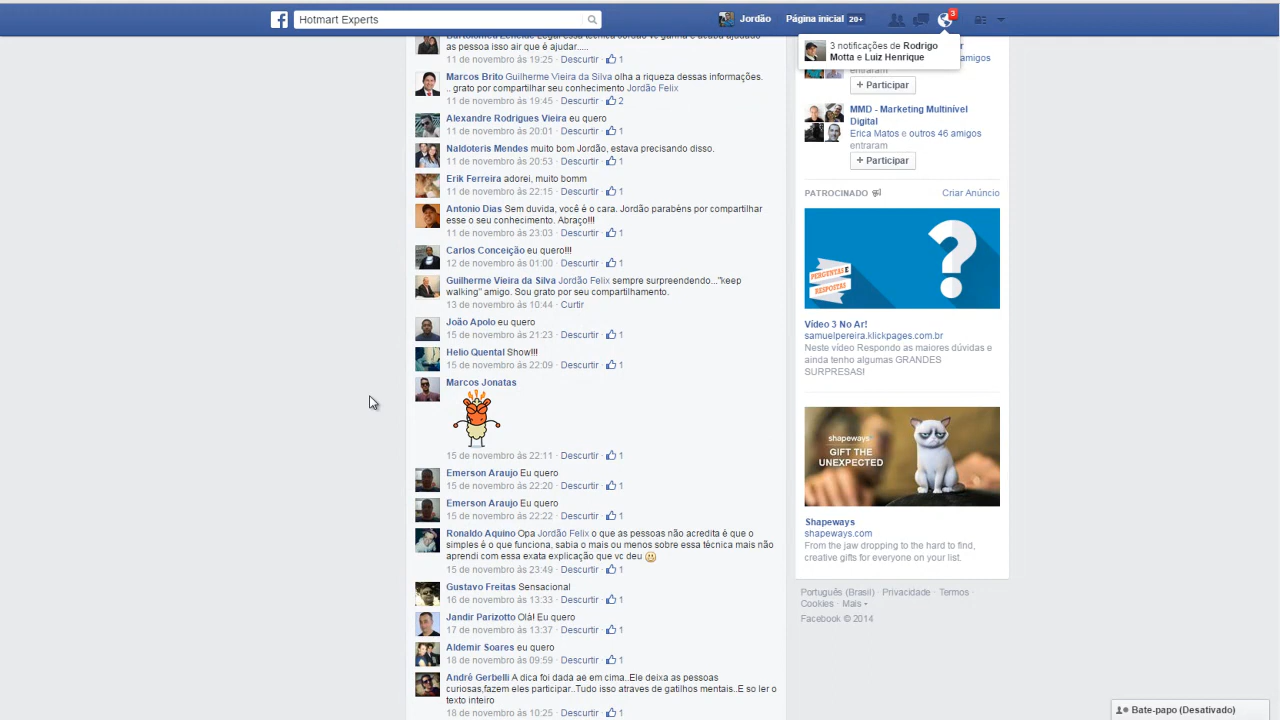 Hotmart Experts
Jordão
Página inicial 20+
3
3 notificações de Rodrigo
Motta e Luiz Henrique
as pessoa isso air que é ajudar.....
11 de novembro às 19:25 · Descurtir · 1
Marcos Brito Guilherme Vieira da Silva olha a riqueza dessas informações.
.. grato por compartilhar seu conhecimento Jordão Felix
11 de novembro às 19:45 · Descurtir · 2
Alexandre Rodrigues Vieira eu quero
11 de novembro às 20:01 · Descurtir · 1
Naldoteris Mendes muito bom Jordão, estava precisando disso.
11 de novembro às 20:53 · Descurtir · 1
Erik Ferreira adorei, muito bomm
11 de novembro às 22:15 · Descurtir · 1
Antonio Dias Sem duvida, você é o cara. Jordão parabèns por compartilhar
esse o seu conhecimento. Abraço!!!
11 de novembro às 23:03 · Descurtir · 1
Carlos Conceição eu quero!!!
12 de novembro às 01:00 · Descurtir · 1
Guilherme Vieira da Silva Jordão Felix sempre surpreendendo..."keep
walking" amigo. Sou grato por seu compartilhamento.
13 de novembro às 10:44 · Curtir
João Apolo eu quero
15 de novembro às 21:23 · Descurtir · 1
Helio Quental Show!!!
15 de novembro às 22:09 · Descurtir · 1
Marcos Jonatas
15 de novembro às 22:11 · Descurtir · 1
Emerson Araujo Eu quero
15 de novembro às 22:20 · Descurtir · 1
Emerson Araujo Eu quero
15 de novembro às 22:22 · Descurtir · 1
Ronaldo Aquino Opa Jordão Felix o que as pessoas não acredita é que o
simples é o que funciona, sabia o mais ou menos sobre essa técnica mais não
aprendi com essa exata explicação que vc deu
15 de novembro às 23:49 · Descurtir · 1
Gustavo Freitas Sensacional
16 de novembro às 13:33 · Descurtir · 1
Jandir Parizotto Olá! Eu quero
17 de novembro às 13:37 · Descurtir · 1
Aldemir Soares eu quero
18 de novembro às 09:59 · Descurtir · 1
André Gerbelli A dica foi dada aé em cima..Ele deixa as pessoas
curiosas,fazem eles participar..Tudo isso atraves de gatilhos mentais..E so ler o
texto inteiro
18 de novembro às 10:25 · Descurtir · 1
amigos
entraram
+ Participar
MMD - Marketing Multinível
Digital
Erica Matos e outros 46 amigos
entraram
+ Participar
PATROCINADO
Criar Anúncio
PERGUNTAS E
RESPOSTAS
?
Vídeo 3 No Ar!
samuelpereira.klickpages.com.br
Neste vídeo Respondo as maiores dúvidas e
ainda tenho algumas GRANDES
SURPRESAS!
shapeways
GIFT THE
UNEXPECTED
Shapeways
shapeways.com
From the jaw dropping to the hard to find,
creative gifts for everyone on your list.
Português (Brasil) · Privacidade · Termos ·
Cookies · Mais
Facebook © 2014
Bate-papo (Desativado)